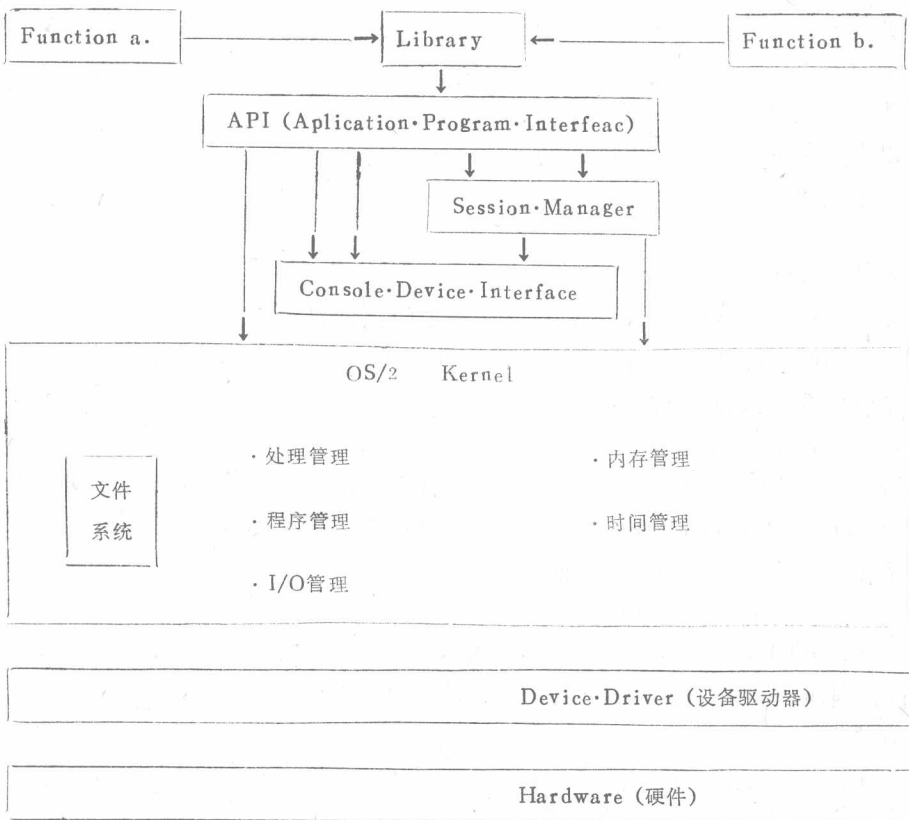 Function a.
Library
Function b.
API (Aplication·Program·Interfeac)
Session·Manager
Console·Device·Interface
OS/2 Kernel
·处理管理
·内存管理
文件
系统
·程序管理
·时间管理
·I/O管理
Device·Driver (设备驱动器)
Hardware (硬件)